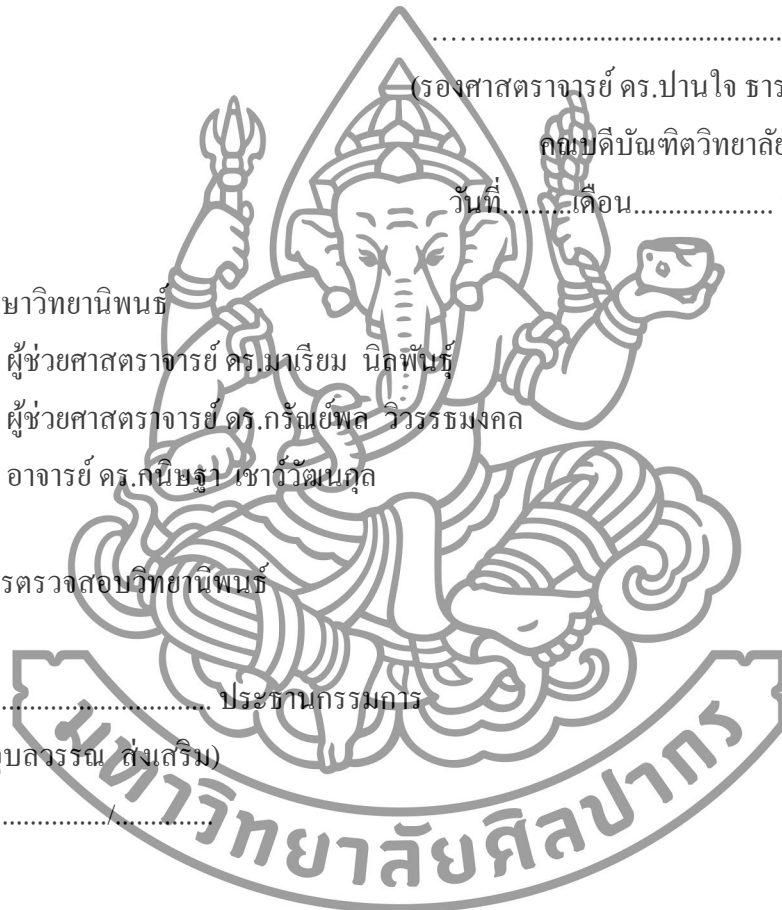 ……...............................................
(รองศาสตราจารย์ ดร.ปานใจ ธาร
คณบดีบัณฑิตวิทยาลัย
วันที่..........เดือน....................
ษาวิทยานิพนธ์
ผู้ช่วยศาสตราจารย์ ดร.มาเรียม นิลพันธุ์
ผู้ช่วยศาสตราจารย์ ดร.กรัณย์พล วิวรรธมงคล
อาจารย์ ดร.กนิษฐา เชาว์วัฒนกุล
รตรวจสอบวิทยานิพนธ์
.............................. ประธานกรรมการ
ุบลวรรณ ส่งเสริม)
.............../..............
มหาวิทยาลัยศิลปากร